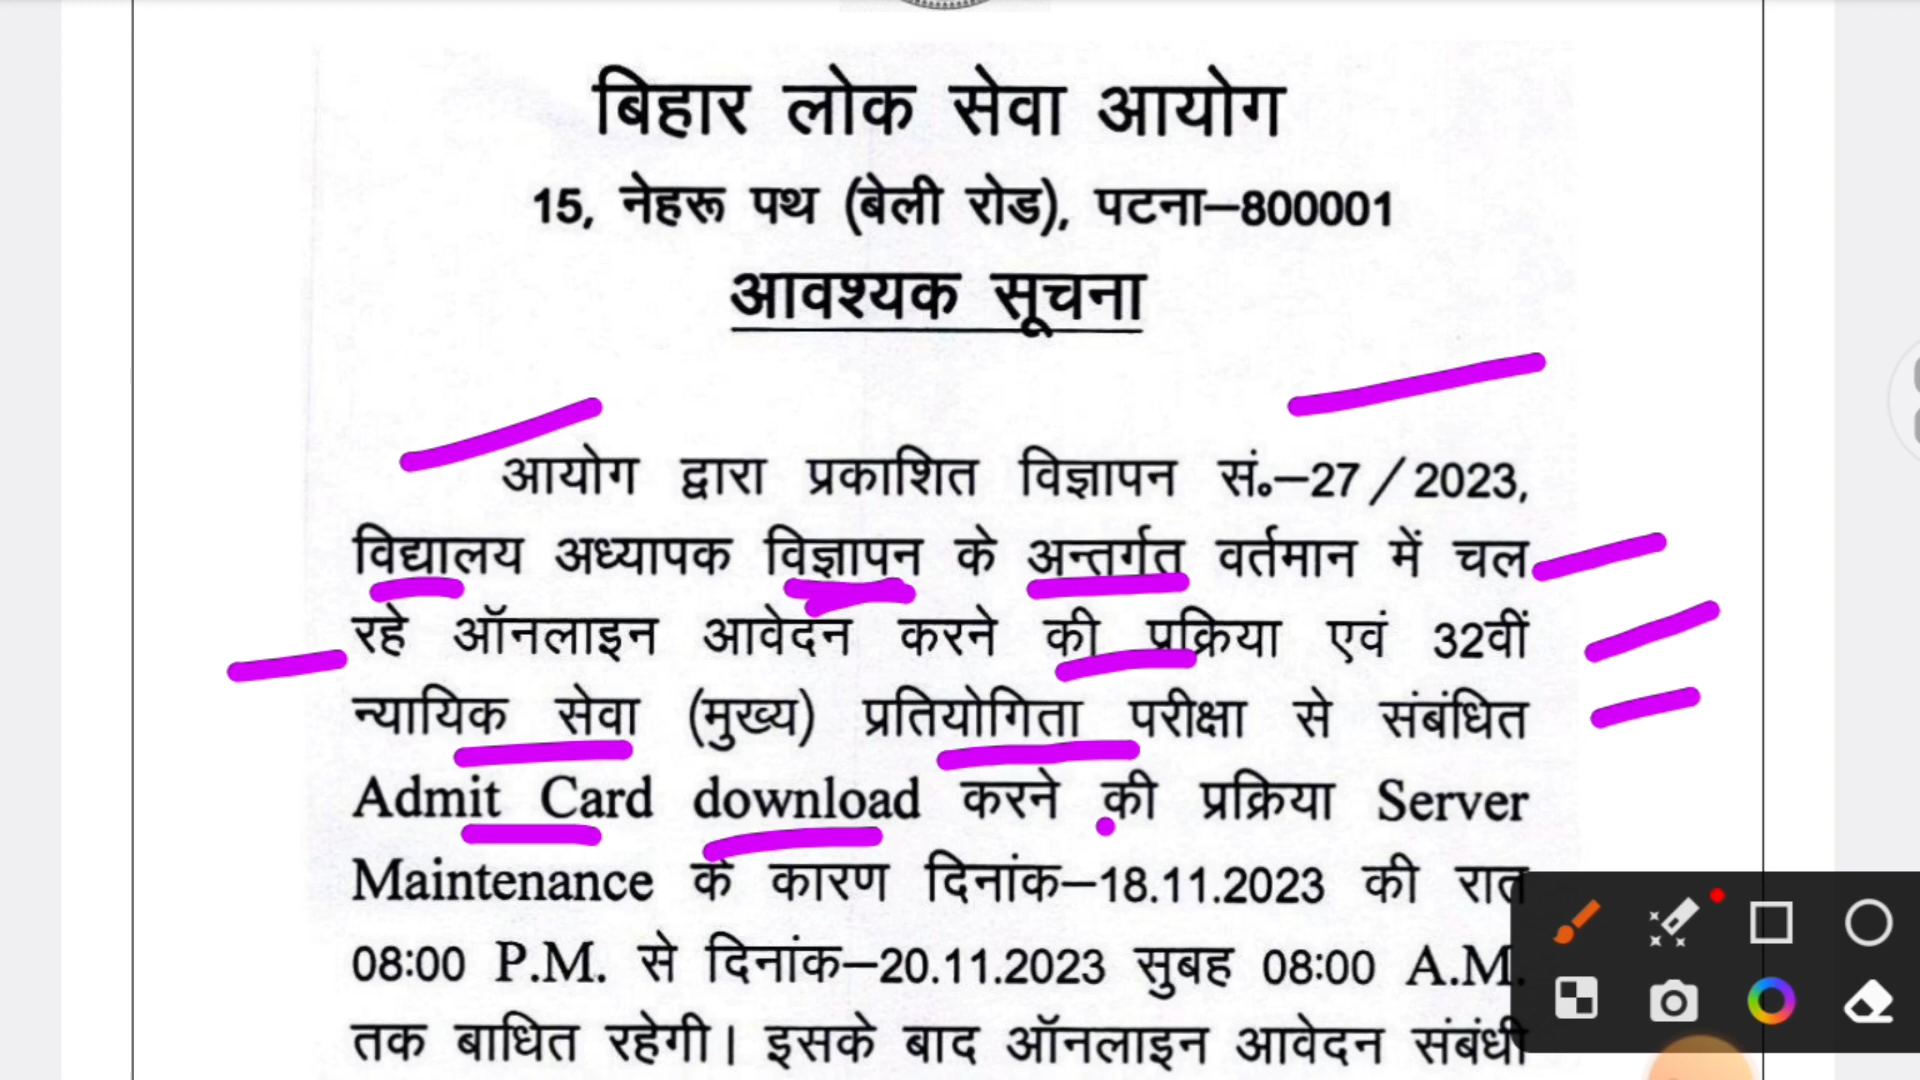 बिहार लोक सेवा आयोग
15, नेहरू पथ (बेली रोड), पटना–800001
आवश्यक सूचना
आयोग द्वारा प्रकाशित विज्ञापन सं०–27/2023,
विद्यालय अध्यापक विज्ञापन के अन्तर्गत वर्तमान में चल
रहे ऑनलाइन आवेदन करने की प्रक्रिया एवं 32वीं
न्यायिक सेवा (मुख्य) प्रतियोगिता परीक्षा से संबंधित
Admit Card download करने की प्रक्रिया Server
Maintenance के कारण दिनांक–18.11.2023 की रात
08:00 P.M. से दिनांक–20.11.2023 सुबह 08:00 A.M.
तक बाधित रहेगी। इसके बाद ऑनलाइन आवेदन संबंधी